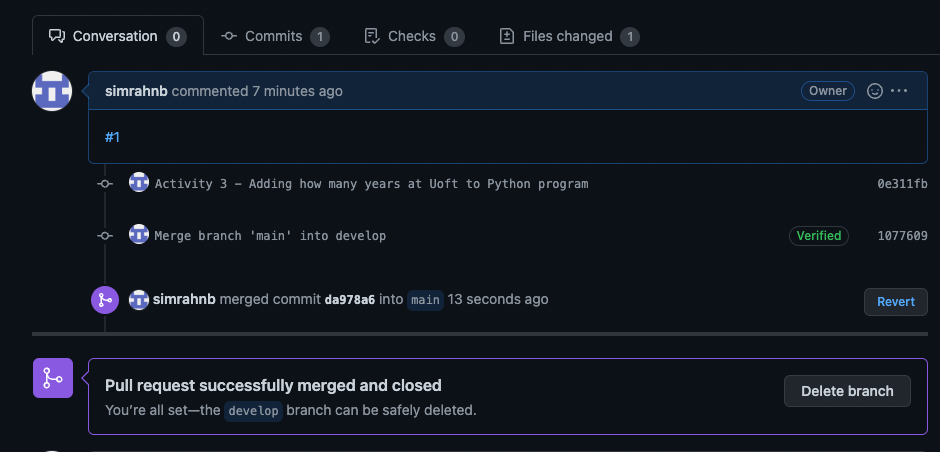 Conversation 0 Commits 1 Checks 0 Files changed 1
simrahnb commented 7 minutes ago Owner
#1
Activity 3 – Adding how many years at Uoft to Python program 0e311fb
Merge branch 'main' into develop Verified 1077609
simrahnb merged commit da978a6 into main 13 seconds ago Revert
Pull request successfully merged and closed
You're all set—the develop branch can be safely deleted.
Delete branch